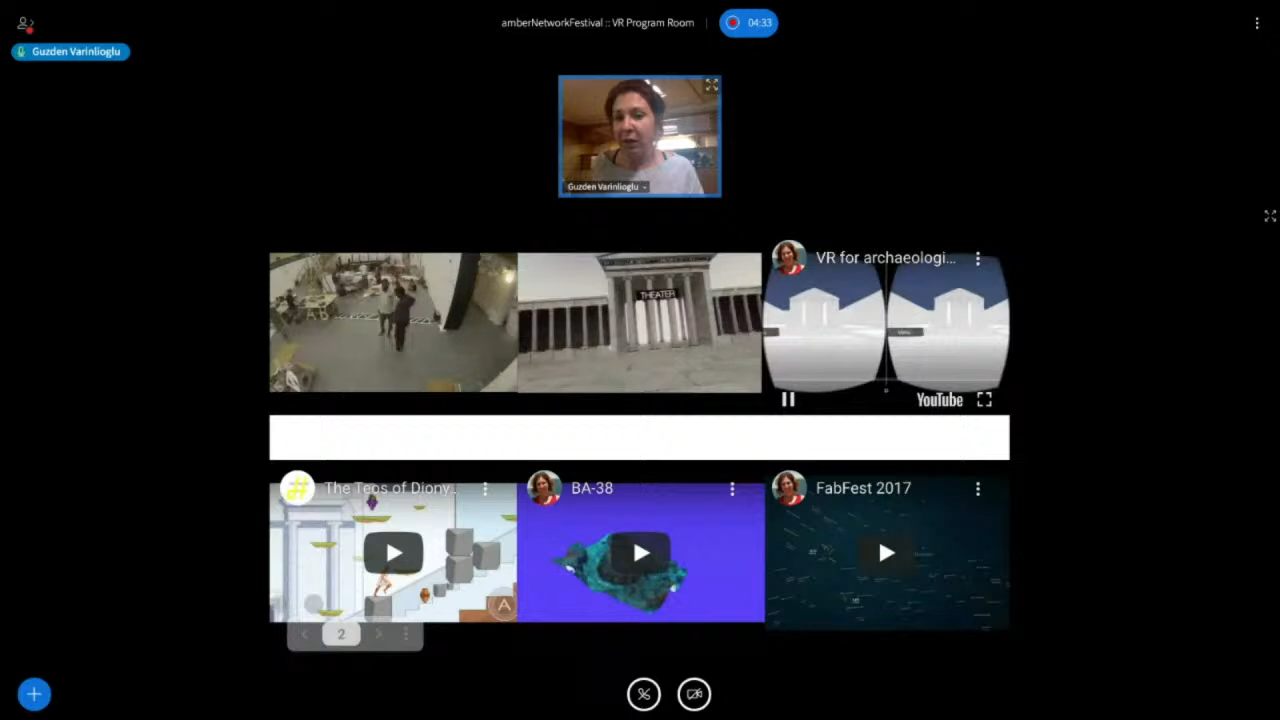 amberNetworkFestival :: VR Program Room
04:33
Guzden Varinlioglu
Guzden Varinlioglu
THEATER
VR for archaeologi...
YouTube
The Teos of Diony..
BA-38
FabFest 2017
A
2